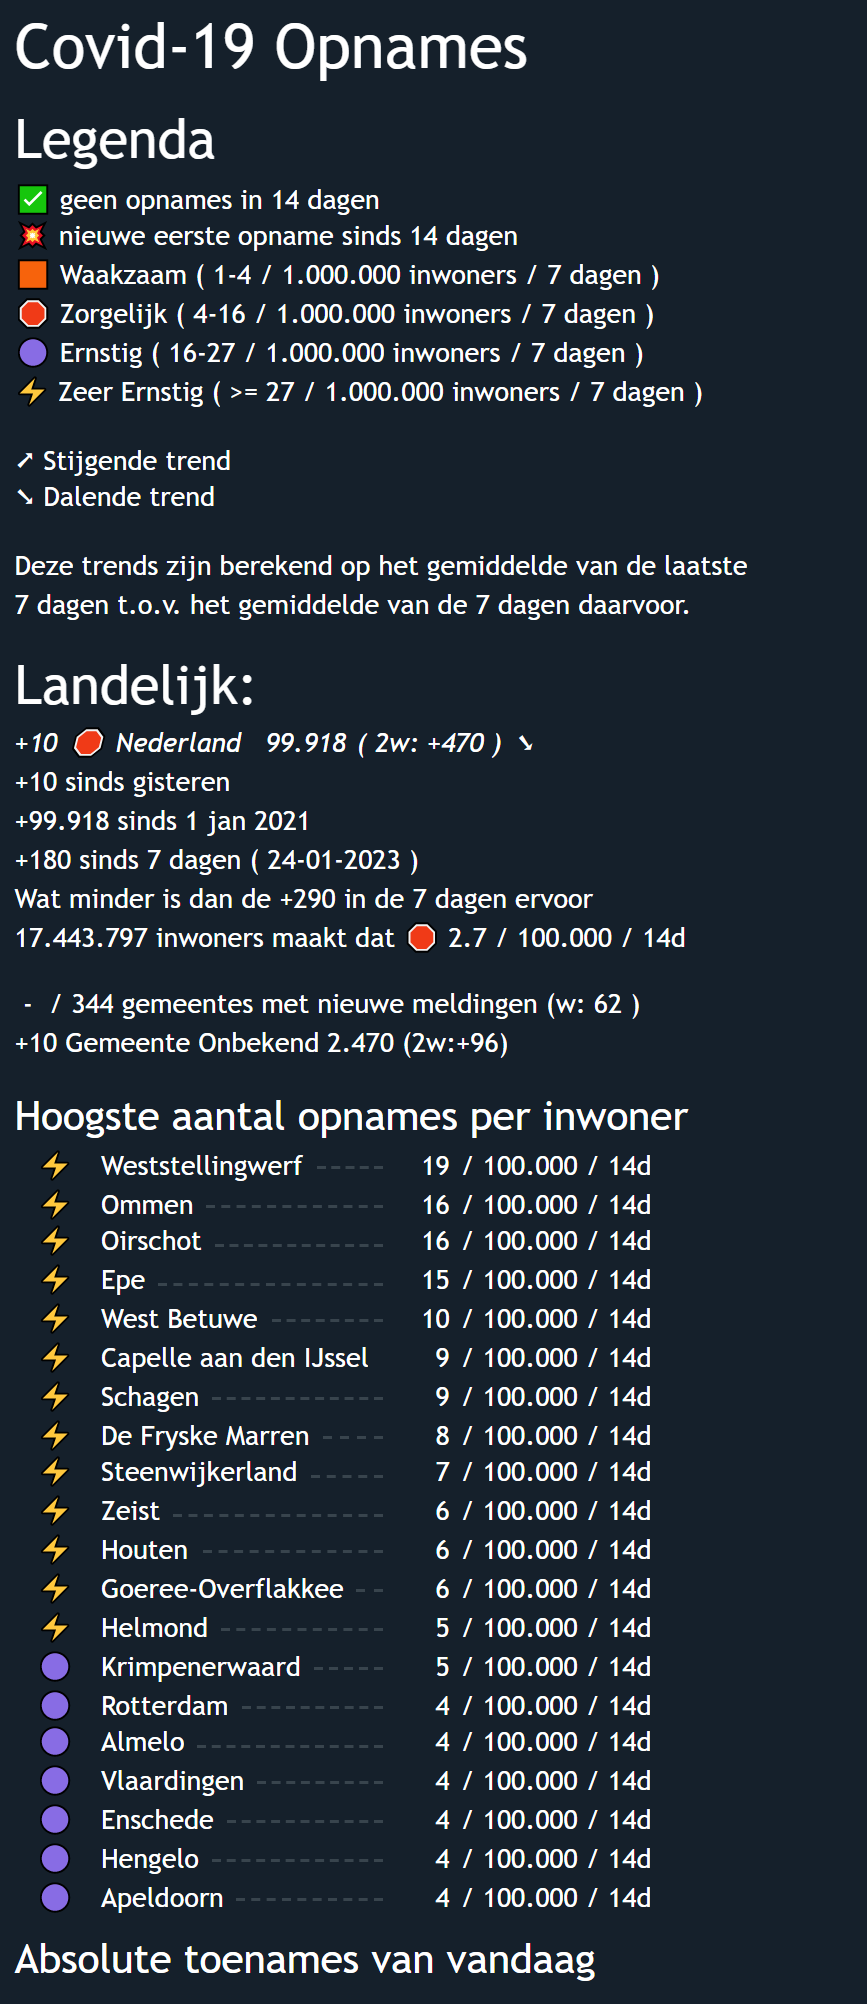 Covid-19 Opnames
Legenda
✅ geen opnames in 14 dagen
💥 nieuwe eerste opname sinds 14 dagen
🟧 Waakzaam ( 1-4 / 1.000.000 inwoners / 7 dagen )
🛑 Zorgelijk ( 4-16 / 1.000.000 inwoners / 7 dagen )
🟣 Ernstig ( 16-27 / 1.000.000 inwoners / 7 dagen )
⚡ Zeer Ernstig ( >= 27 / 1.000.000 inwoners / 7 dagen )
➚ Stijgende trend
➘ Dalende trend
Deze trends zijn berekend op het gemiddelde van de laatste
7 dagen t.o.v. het gemiddelde van de 7 dagen daarvoor.
Landelijk:
+10 🛑 Nederland 99.918 ( 2w: +470 ) ➘
+10 sinds gisteren
+99.918 sinds 1 jan 2021
+180 sinds 7 dagen ( 24-01-2023 )
Wat minder is dan de +290 in de 7 dagen ervoor
17.443.797 inwoners maakt dat 🛑 2.7 / 100.000 / 14d
- / 344 gemeentes met nieuwe meldingen (w: 62 )
+10 Gemeente Onbekend 2.470 (2w:+96)
Hoogste aantal opnames per inwoner
⚡ Weststellingwerf ----- 19 / 100.000 / 14d
⚡ Ommen ------------ 16 / 100.000 / 14d
⚡ Oirschot ----------- 16 / 100.000 / 14d
⚡ Epe --------------- 15 / 100.000 / 14d
⚡ West Betuwe -------- 10 / 100.000 / 14d
⚡ Capelle aan den IJssel 9 / 100.000 / 14d
⚡ Schagen ------------ 9 / 100.000 / 14d
⚡ De Fryske Marren ---- 8 / 100.000 / 14d
⚡ Steenwijkerland ----- 7 / 100.000 / 14d
⚡ Zeist -------------- 6 / 100.000 / 14d
⚡ Houten ------------ 6 / 100.000 / 14d
⚡ Goeree-Overflakkee -- 6 / 100.000 / 14d
⚡ Helmond ----------- 5 / 100.000 / 14d
🟣 Krimpenerwaard ----- 5 / 100.000 / 14d
🟣 Rotterdam ---------- 4 / 100.000 / 14d
🟣 Almelo ------------- 4 / 100.000 / 14d
🟣 Vlaardingen --------- 4 / 100.000 / 14d
🟣 Enschede ----------- 4 / 100.000 / 14d
🟣 Hengelo ------------ 4 / 100.000 / 14d
🟣 Apeldoorn ---------- 4 / 100.000 / 14d
Absolute toenames van vandaag